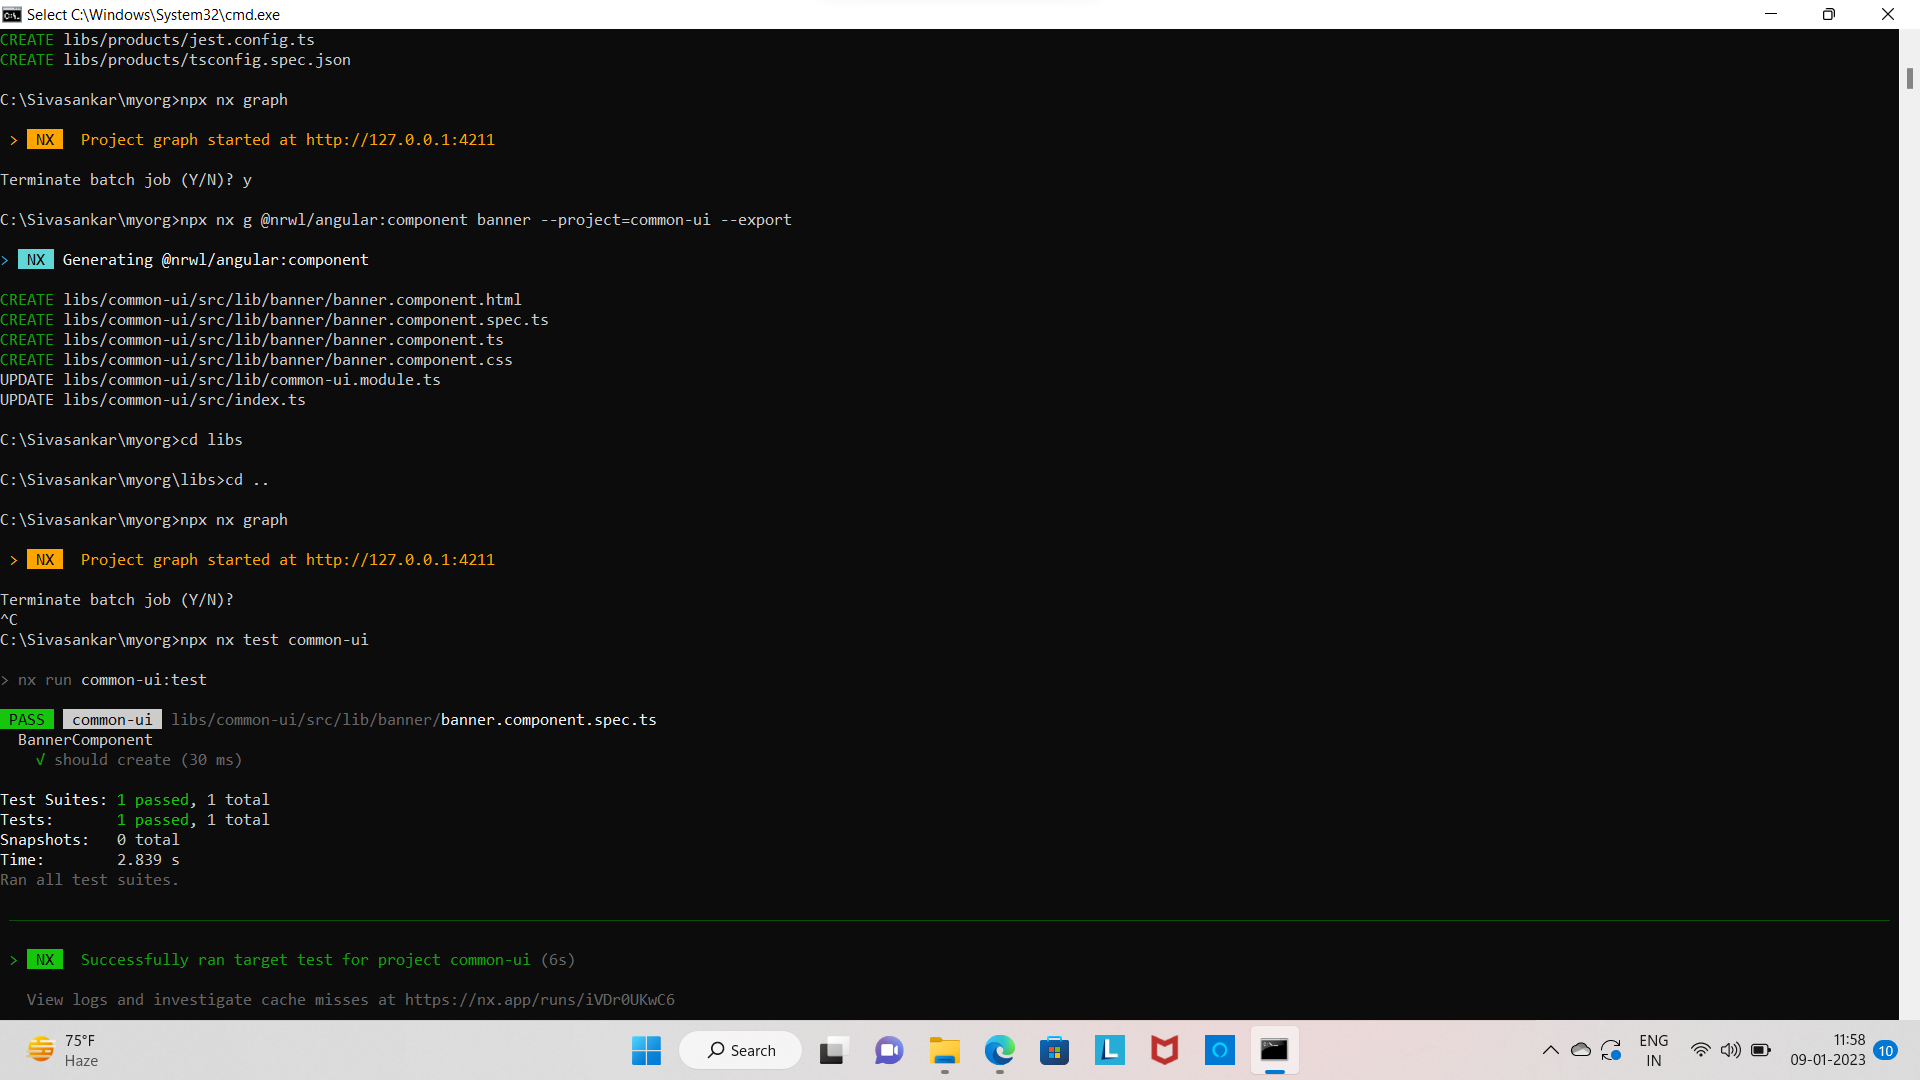 Select C:\Windows\System32\cmd.exe
CREATE libs/products/jest.config.ts
CREATE libs/products/tsconfig.spec.json
C:\Sivasankar\myorg>npx nx graph
> NX Project graph started at http://127.0.0.1:4211
Terminate batch job (Y/N)? y
C:\Sivasankar\myorg>npx nx g @nrwl/angular:component banner --project=common-ui --export
> NX Generating @nrwl/angular:component
CREATE libs/common-ui/src/lib/banner/banner.component.html
CREATE libs/common-ui/src/lib/banner/banner.component.spec.ts
CREATE libs/common-ui/src/lib/banner/banner.component.ts
CREATE libs/common-ui/src/lib/banner/banner.component.css
UPDATE libs/common-ui/src/lib/common-ui.module.ts
UPDATE libs/common-ui/src/index.ts
C:\Sivasankar\myorg>cd libs
C:\Sivasankar\myorg\libs>cd ..
C:\Sivasankar\myorg>npx nx graph
> NX Project graph started at http://127.0.0.1:4211
Terminate batch job (Y/N)?
^C
C:\Sivasankar\myorg>npx nx test common-ui
> nx run common-ui:test
PASS common-ui libs/common-ui/src/lib/banner/banner.component.spec.ts
BannerComponent
√ should create (30 ms)
Test Suites: 1 passed, 1 total
Tests: 1 passed, 1 total
Snapshots: 0 total
Time: 2.839 s
Ran all test suites.
> NX Successfully ran target test for project common-ui (6s)
View logs and investigate cache misses at https://nx.app/runs/iVDr0UKwC6
75°F
Haze
Search
L
ENG
IN
11:58
09-01-2023
10